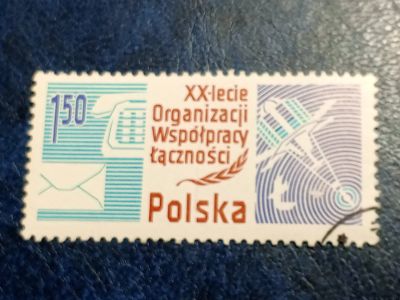 1.50
XX-lecie
Organizacji
Współpracy
Łączności
Polska